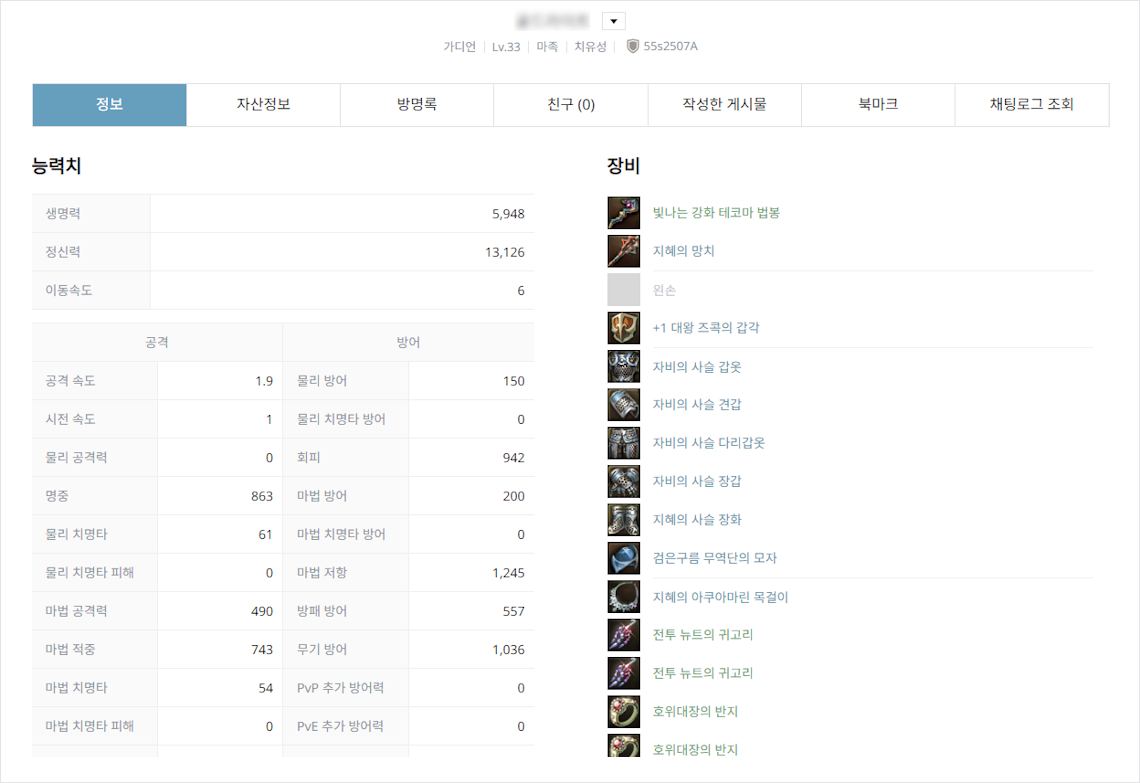 가디언 Lv.33 마족 치유성 55s2507A
정보 자산정보 방명록 친구 (0) 작성한 게시물 북마크 채팅로그 조회
능력치
생명력 5,948
정신력 13,126
이동속도 6
공격 방어
공격 속도 1.9 물리 방어 150
시전 속도 1 물리 치명타 방어 0
물리 공격력 0 회피 942
명중 863 마법 방어 200
물리 치명타 61 마법 치명타 방어 0
물리 치명타 피해 0 마법 저항 1,245
마법 공격력 490 방패 방어 557
마법 적중 743 무기 방어 1,036
마법 치명타 54 PvP 추가 방어력 0
마법 치명타 피해 0 PvE 추가 방어력 0
장비
빛나는 강화 테코마 법봉
지혜의 망치
왼손
+1 대왕 즈콕의 갑각
자비의 사슬 갑옷
자비의 사슬 견갑
자비의 사슬 다리갑옷
자비의 사슬 장갑
지혜의 사슬 장화
검은구름 무역단의 모자
지혜의 아쿠아마린 목걸이
전투 뉴트의 귀고리
전투 뉴트의 귀고리
호위대장의 반지
호위대장의 반지